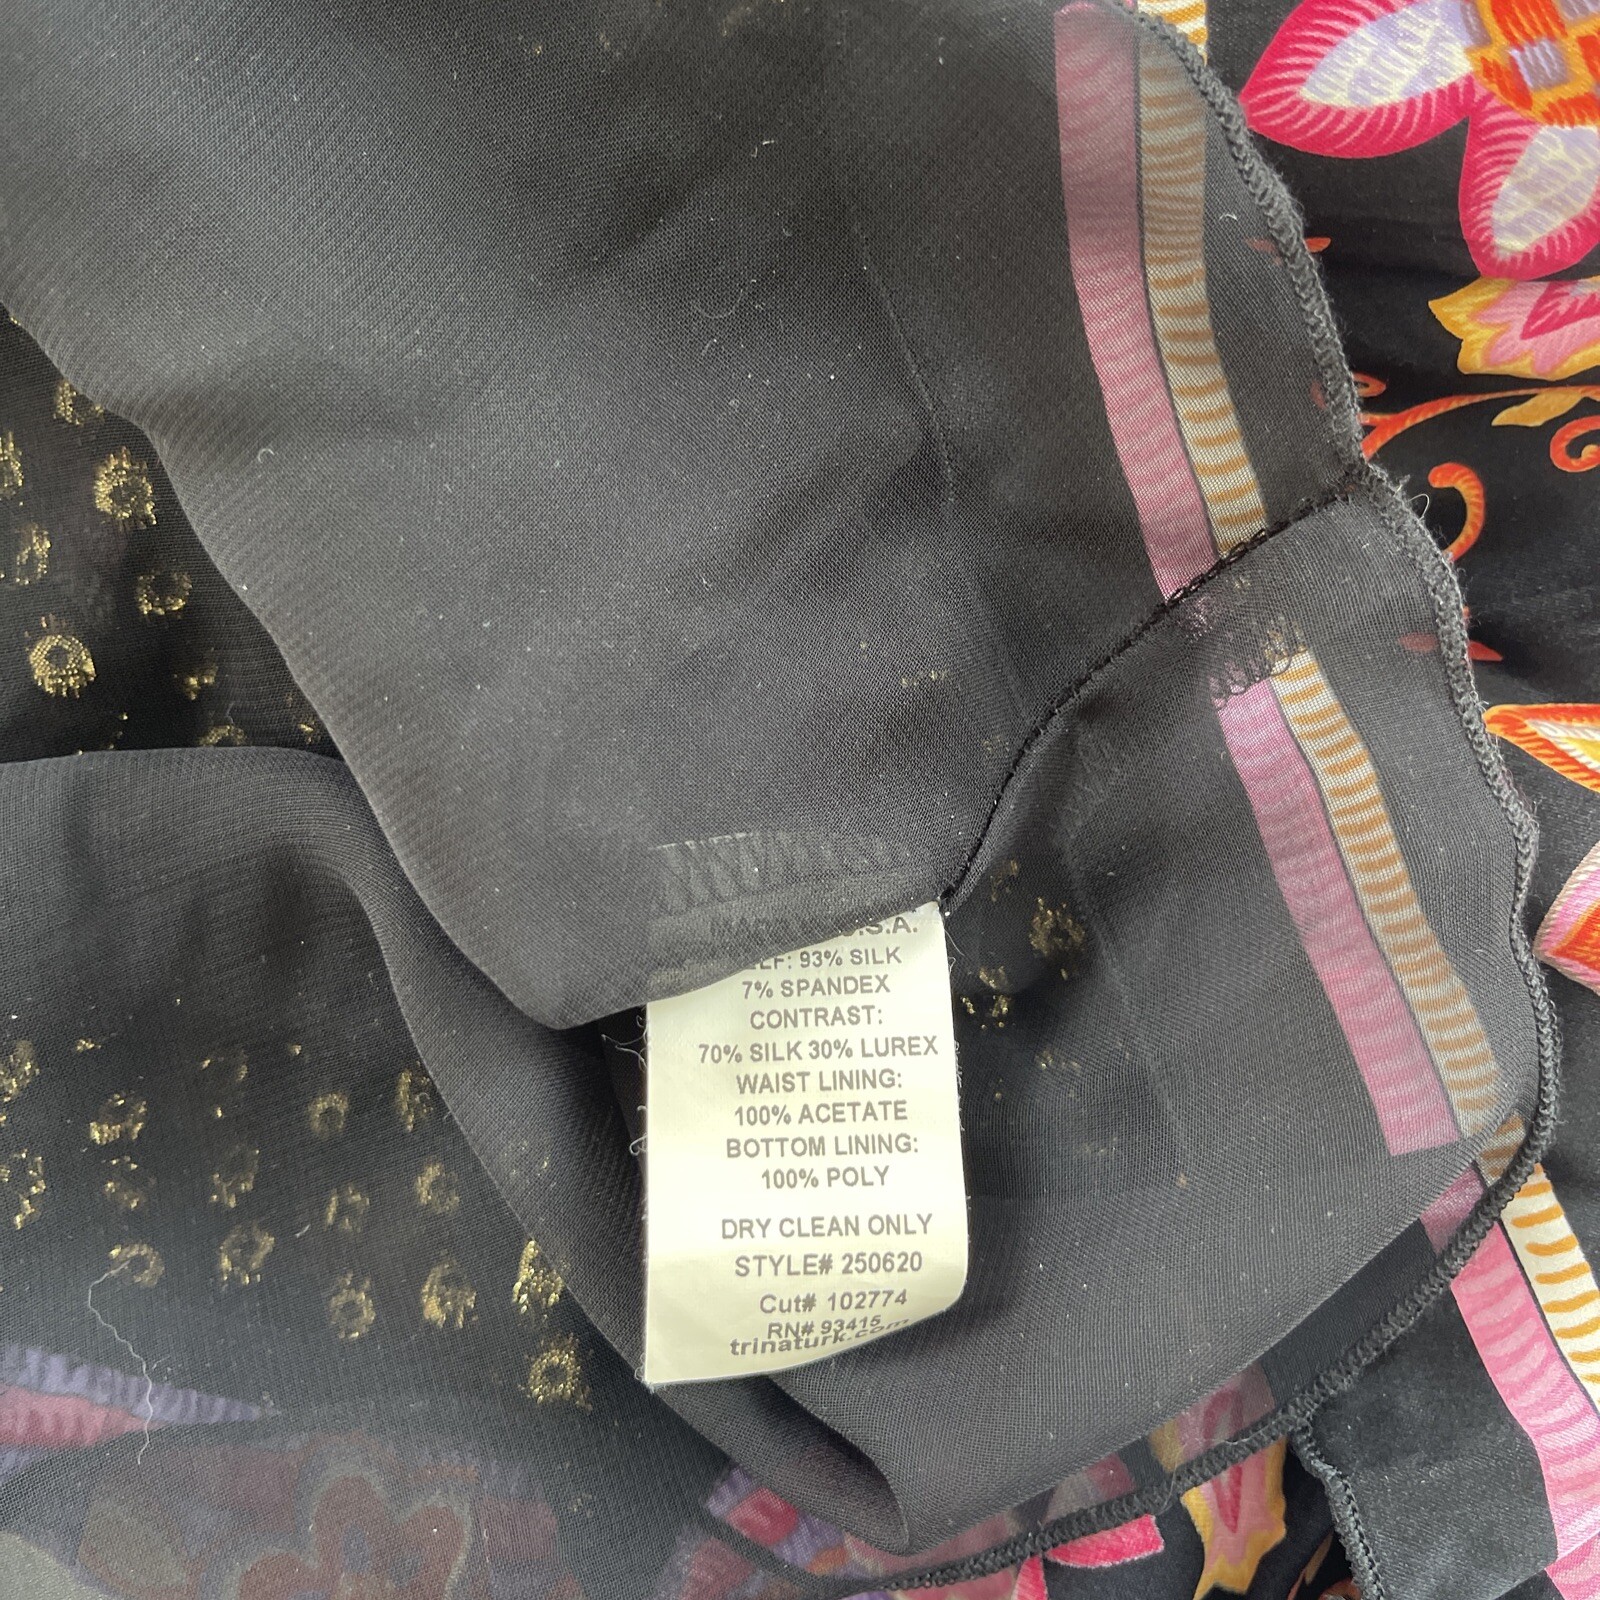 MADE U.S.A.
SELF: 93% SILK
7% SPANDEX
CONTRAST:
70% SILK 30% LUREX
WAIST LINING:
100% ACETATE
BOTTOM LINING:
100% POLY
DRY CLEAN ONLY
STYLE# 250620
Cut# 102774
RN# 93415
trinaturk.com